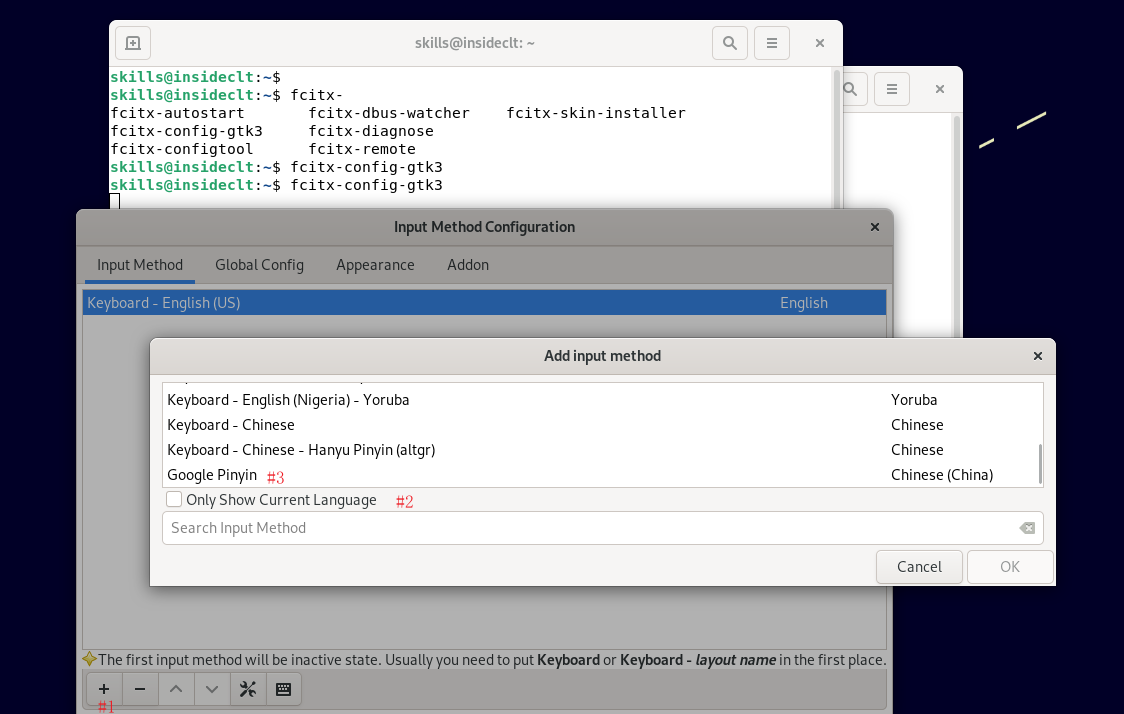 skills@insideclt: ~
skills@insideclt:~$
skills@insideclt:~$ fcitx-
fcitx-autostart fcitx-dbus-watcher fcitx-skin-installer
fcitx-config-gtk3 fcitx-diagnose
fcitx-configtool fcitx-remote
skills@insideclt:~$ fcitx-config-gtk3
skills@insideclt:~$ fcitx-config-gtk3
Input Method Configuration
Input Method Global Config Appearance Addon
Keyboard - English (US) English
Add input method
Keyboard - English (Nigeria) - Yoruba Yoruba
Keyboard - Chinese Chinese
Keyboard - Chinese - Hanyu Pinyin (altgr) Chinese
Google Pinyin #3 Chinese (China)
Only Show Current Language #2
Search Input Method
Cancel OK
The first input method will be inactive state. Usually you need to put Keyboard or Keyboard - layout name in the first place.
#1